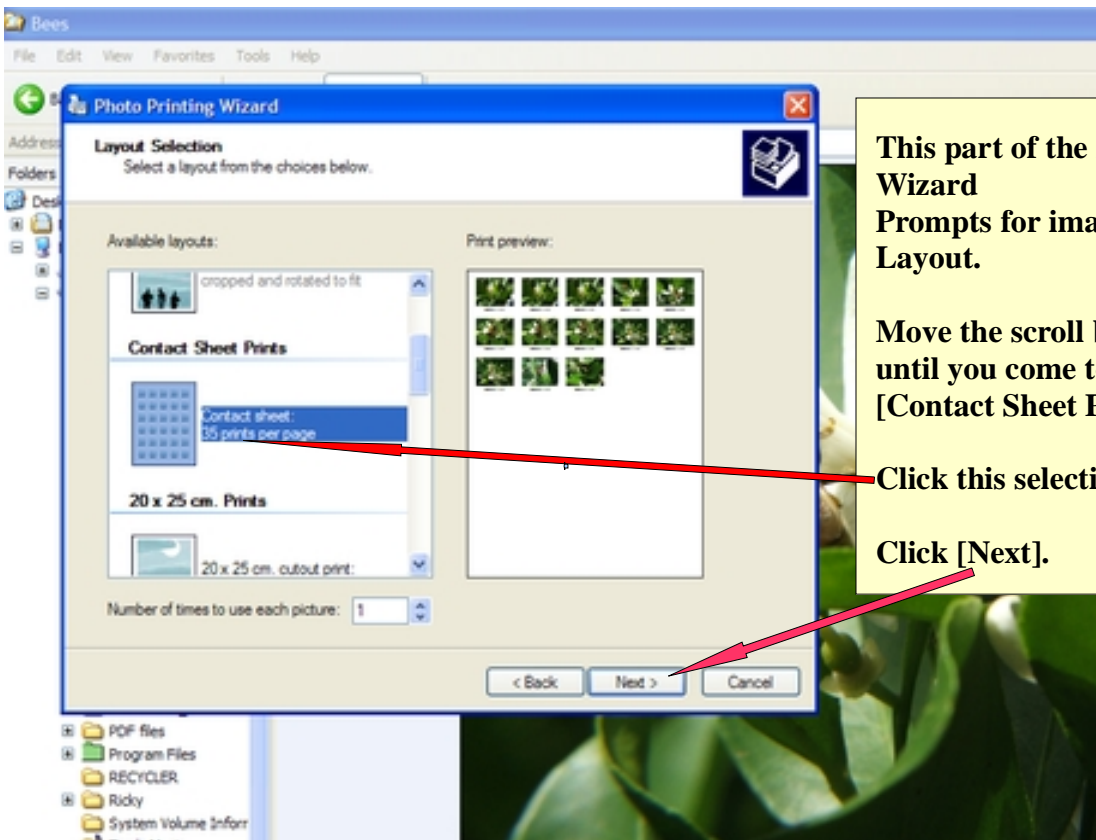 Bees
File Edit View Favorites Tools Help
Photo Printing Wizard
Address
Layout Selection
Select a layout from the choices below.
Folders
Available layouts:
Print preview:
cropped and rotated to fit
Contact Sheet Prints
Contact sheet:
35 prints per page
20 x 25 cm. Prints
20 x 25 cm. cutout print:
Number of times to use each picture: 1
< Back Next > Cancel
PDF files
Program Files
RECYCLER
Ricky
System Volume Inforr
This part of the
Wizard
Prompts for ima
Layout.
Move the scroll
until you come t
[Contact Sheet
Click this selecti
Click [Next].